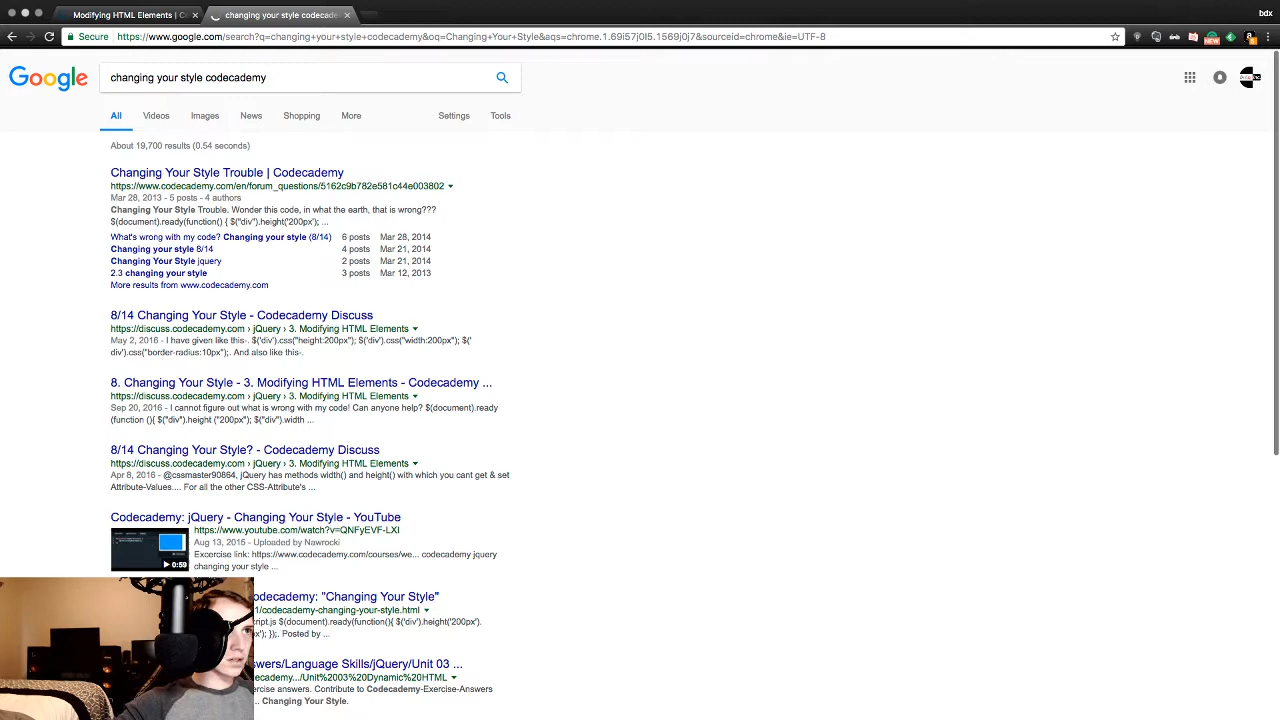 Modifying HTML Elements | C
changing your style codecade
bdx
Secure
https://www.google.com/search?q=changing+your+style+codecademy&oq=Changing+Your+Style&aqs=chrome.1.69i57j0l5.1569j0j7&sourceid=chrome&ie=UTF-8
NEW
Google
changing your style codecademy
All Videos Images News Shopping More Settings Tools
About 19,700 results (0.54 seconds)
Changing Your Style Trouble | Codecademy
https://www.codecademy.com/en/forum_questions/5162c9b782e581c44e003802
Mar 28, 2013 - 5 posts - 4 authors
Changing Your Style Trouble. Wonder this code, in what the earth, that is wrong???
$(document).ready(function() { $("div").height('200px'); ...
What's wrong with my code? Changing your style (8/14) 6 posts Mar 28, 2014
Changing your style 8/14 4 posts Mar 21, 2014
Changing Your Style jquery 2 posts Mar 21, 2014
2.3 changing your style 3 posts Mar 12, 2013
More results from www.codecademy.com
8/14 Changing Your Style - Codecademy Discuss
https://discuss.codecademy.com › jQuery › 3. Modifying HTML Elements
May 2, 2016 - I have given like this-. $('div').css("height:200px"); $('div').css("width:200px"); $('
div').css("border-radius:10px");. And also like this-.
8. Changing Your Style - 3. Modifying HTML Elements - Codecademy ...
https://discuss.codecademy.com › jQuery › 3. Modifying HTML Elements
Sep 20, 2016 - I cannot figure out what is wrong with my code! Can anyone help? $(document).ready
(function (){ $("div").height ("200px"); $("div").width ...
8/14 Changing Your Style? - Codecademy Discuss
https://discuss.codecademy.com › jQuery › 3. Modifying HTML Elements
Apr 8, 2016 - @cssmaster90864, jQuery has methods width() and height() with which you cant get & set
Attribute-Values.... For all the other CSS-Attribute's ...
Codecademy: jQuery - Changing Your Style - YouTube
https://www.youtube.com/watch?v=QNFyEVF-LXI
Aug 13, 2015 - Uploaded by Nawrocki
Excercise link: https://www.codecademy.com/courses/we... codecademy jquery
changing your style ...
0:59
odecademy: "Changing Your Style"
1/codecademy-changing-your-style.html
ript.js $(document).ready(function(){ $('div').height('200px').
x'); });. Posted by ...
swers/Language Skills/jQuery/Unit 03 ...
ecademy.../Unit%2003%20Dynamic%20HTML
ercise answers. Contribute to Codecademy-Exercise-Answers
... Changing Your Style.